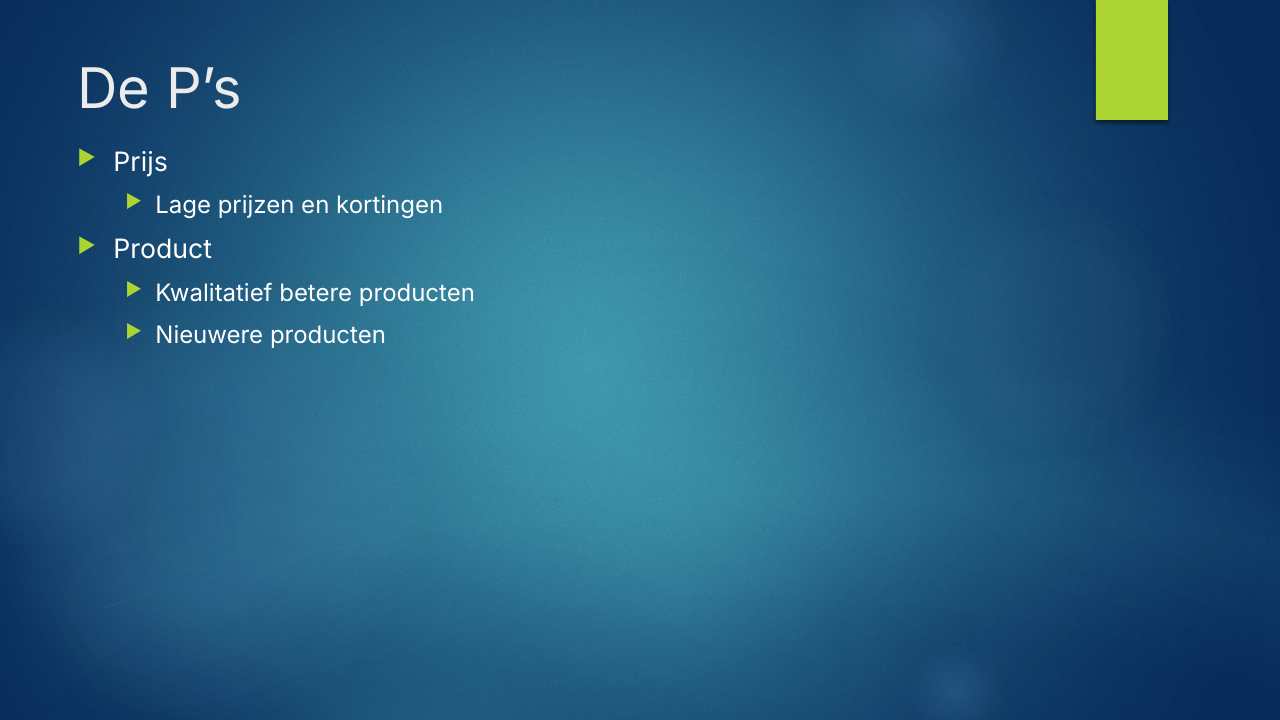 De P’s
Prijs
Lage prijzen en kortingen
Product
Kwalitatief betere producten
Nieuwere producten